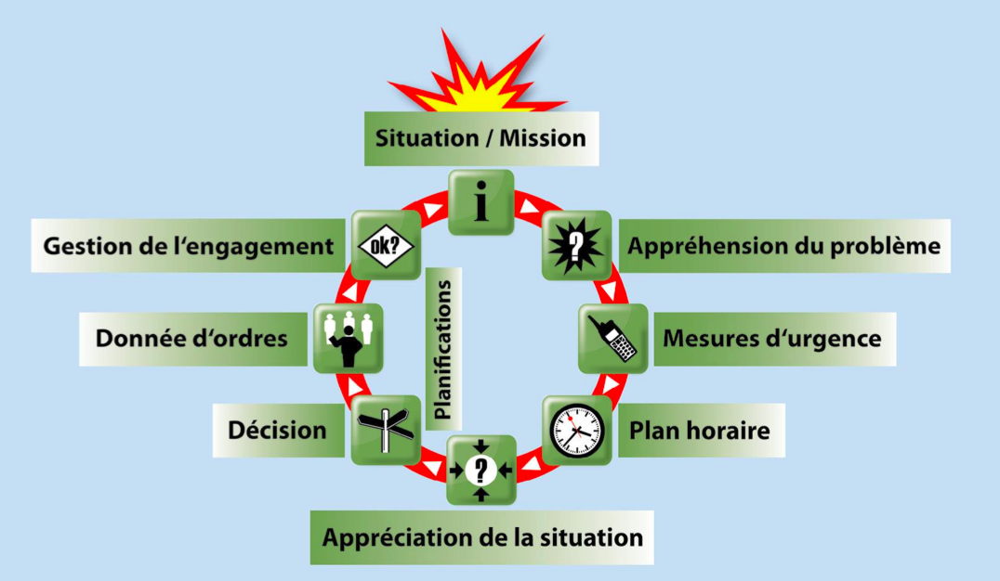 Situation / Mission
i
?
Appréhension du problème
Mesures d‘urgence
Plan horaire
?
Appréciation de la situation
Décision
Donnée d‘ordres
ok?
Gestion de l‘engagement
Planifications